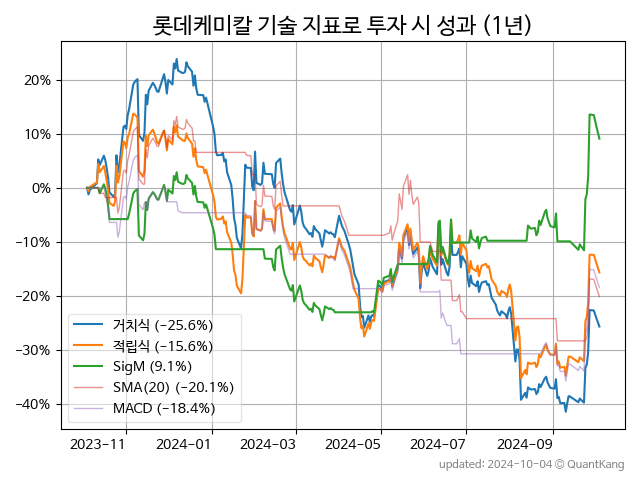 롯데케미칼 기술 지표로 투자 시 성과 (1년)
20%
10%
0%
−10%
−20%
−30%
−40%
거치식 (−25.6%)
적립식 (−15.6%)
SigM (9.1%)
SMA(20) (−20.1%)
MACD (−18.4%)
2023−11 2024−01 2024−03 2024−05 2024−07 2024−09
updated: 2024-10-04 ⓒ QuantKang